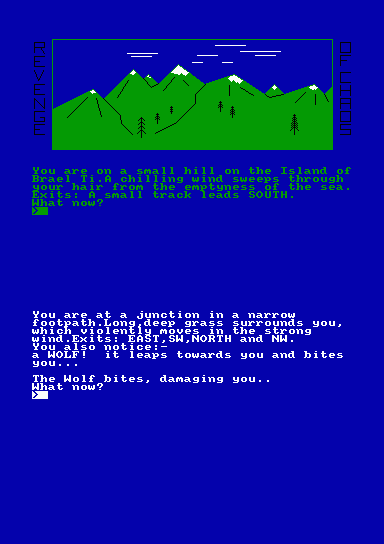 REVENGE
OF CHAOS
You are on a small hill on the Island of
Brael Ti.A chilling wind sweeps through
your hair from the emptyness of the sea.
Exits: A small track leads SOUTH.
What now?
>
You are at a junction in a narrow
footpath.Long,deep grass surrounds you,
which violently moves in the strong
wind.Exits: EAST,SW,NORTH and NW.
You also notice:-
a WOLF!  it leaps towards you and bites
you...
The Wolf bites, damaging you..
What now?
>